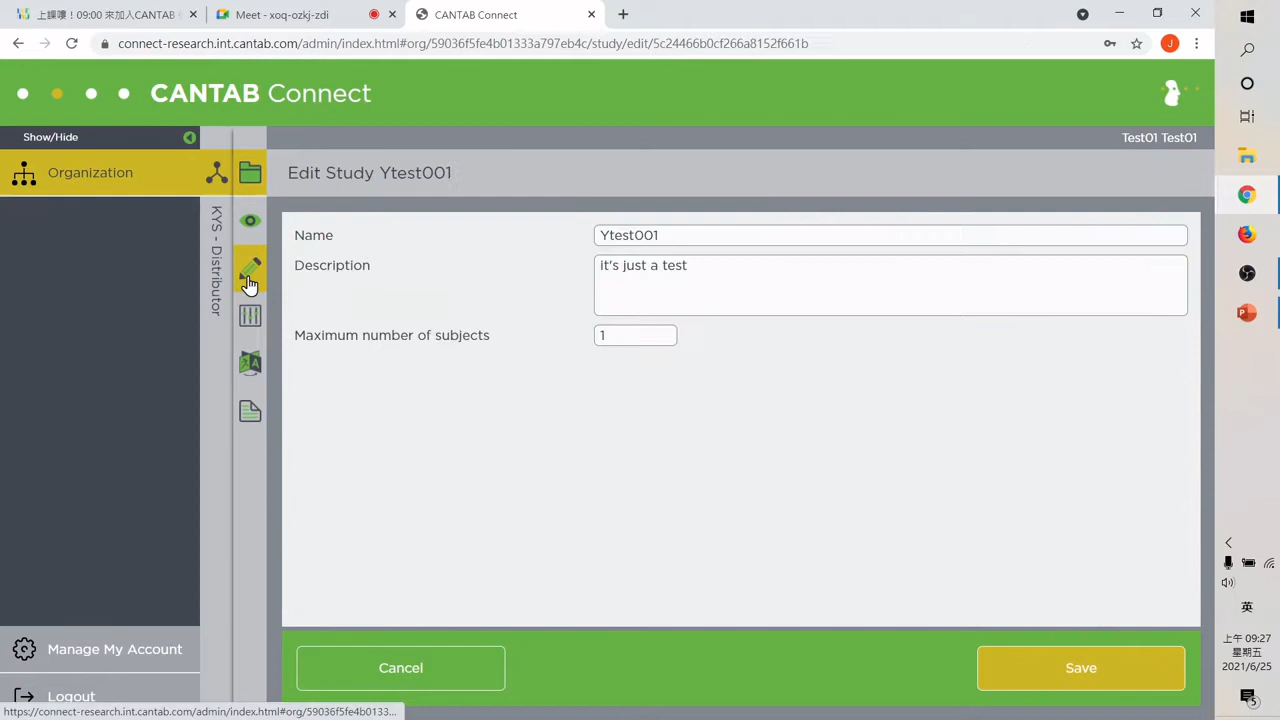 上課嘍！09:00 來加入CANTAB
Meet - xoq-ozkj-zdi
CANTAB Connect
connect-research.int.cantab.com/admin/index.html#org/59036f5fe4b01333a797eb4c/study/edit/5c24466b0cf266a8152f661b
J
CANTAB Connect
Show/Hide
Test01 Test01
Organization
Edit Study Ytest001
KYS - Distributor
Name
Ytest001
Description
it's just a test
Maximum number of subjects
1
A
Manage My Account
Cancel
Save
Logout
https://connect-research.int.cantab.com/admin/index.html#org/59036f5fe4b0133...
英
上午 09:27
星期五
2021/6/25
5